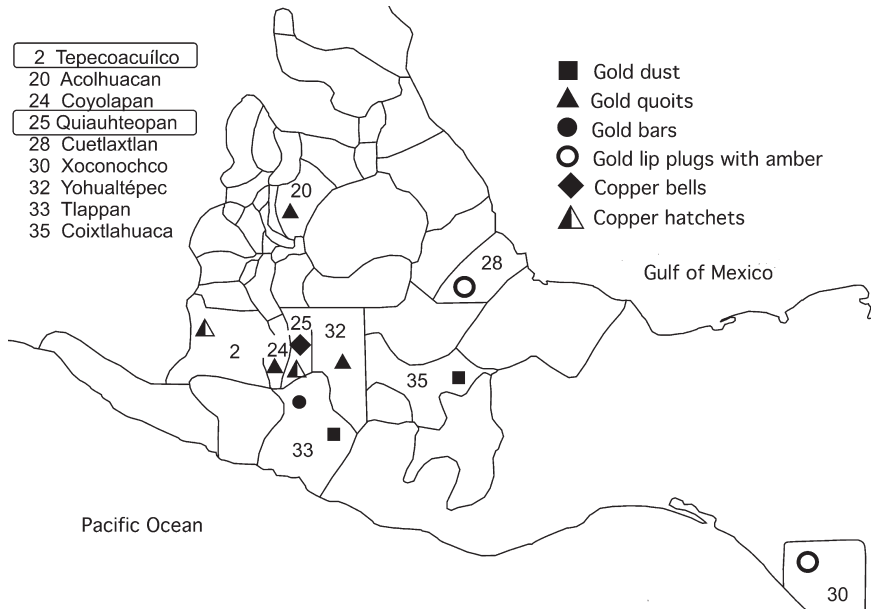 2 Tepecoacuílco
20 Acolhuacan
24 Coyolapan
25 Quiauhteopan
28 Cuetlaxtlan
30 Xoconochco
32 Yohualtépec
33 Tlappan
35 Coixtlahuaca
Gold dust
Gold quoits
Gold bars
Gold lip plugs with amber
Copper bells
Copper hatchets
20
28
Gulf of Mexico
25
32
24
2
35
33
Pacific Ocean
30